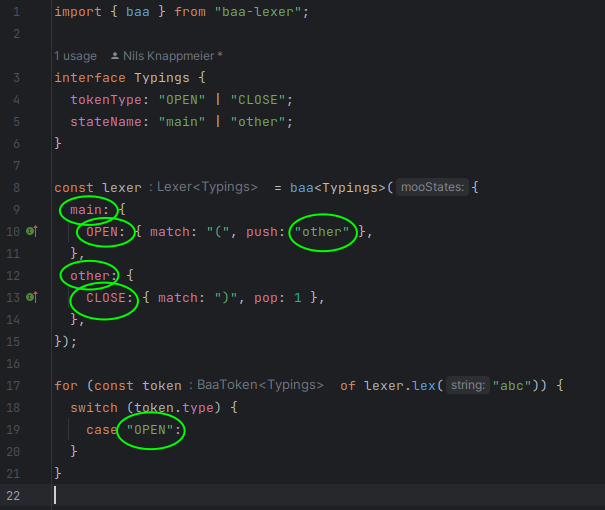 1 import { baa } from "baa-lexer";
2
1 usage Nils Knappmeier *
3 interface Typings {
4 tokenType: "OPEN" | "CLOSE";
5 stateName: "main" | "other";
6 }
7
8 const lexer : Lexer<Typings> = baa<Typings>( mooStates: {
9 main: {
10 OPEN: { match: "(", push: "other" },
11 },
12 other: {
13 CLOSE: { match: ")", pop: 1 },
14 },
15 });
16
17 for (const token : BaaToken<Typings> of lexer.lex( string: "abc")) {
18 switch (token.type) {
19 case "OPEN":
20 }
21 }
22